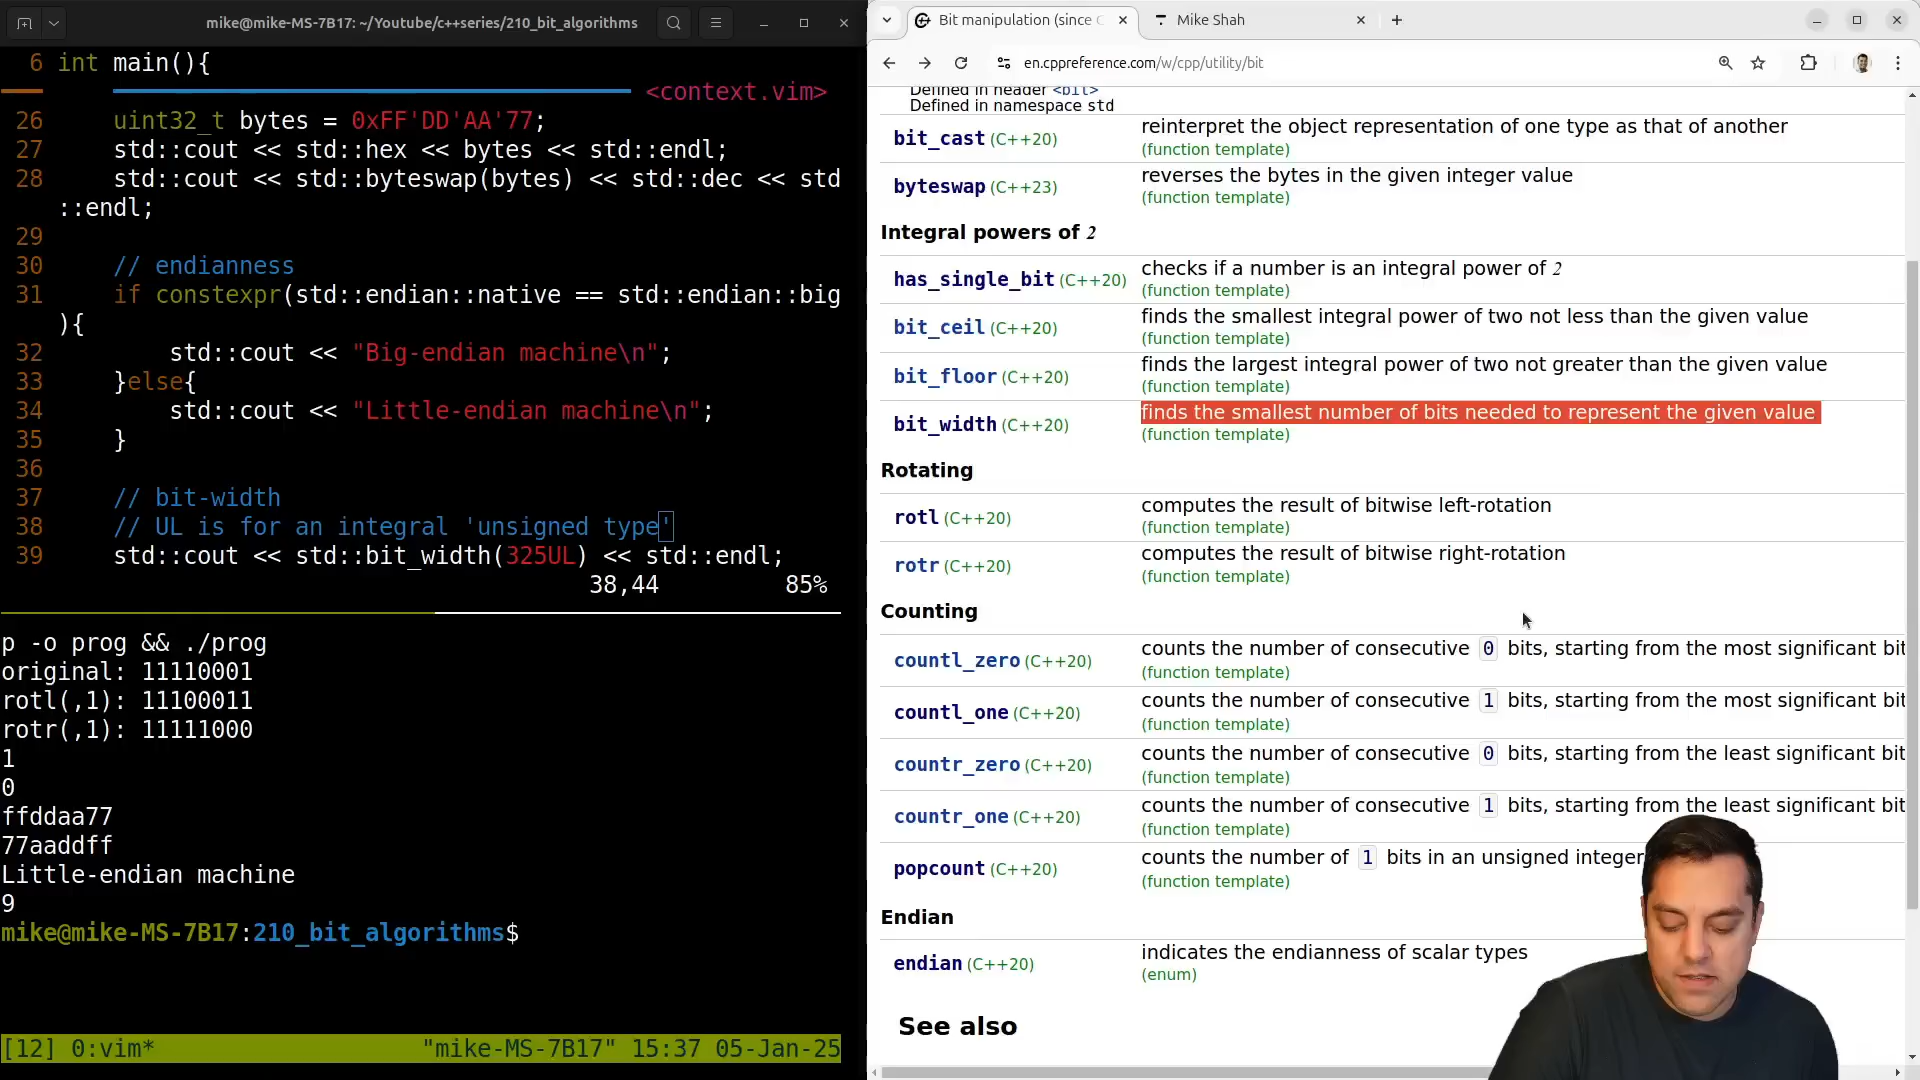 mike@mike-MS-7B17: ~/Youtube/c++series/210_bit_algorithms
6 int main(){
<context.vim>
26 uint32_t bytes = 0xFF'DD'AA'77;
27 std::cout << std::hex << bytes << std::endl;
28 std::cout << std::byteswap(bytes) << std::dec << std
::endl;
29
30 // endianness
31 if constexpr(std::endian::native == std::endian::big
){
32 std::cout << "Big-endian machine\n";
33 }else{
34 std::cout << "Little-endian machine\n";
35 }
36
37 // bit-width
38 // UL is for an integral 'unsigned type'
39 std::cout << std::bit_width(325UL) << std::endl;
38,44 85%
p -o prog && ./prog
original: 11110001
rotl(,1): 11100011
rotr(,1): 11111000
1
0
ffddaa77
77aaddff
Little-endian machine
9
mike@mike-MS-7B17:210_bit_algorithms$
[12] 0:vim* "mike-MS-7B17" 15:37 05-Jan-25
Bit manipulation (since C
Mike Shah
en.cppreference.com/w/cpp/utility/bit
Defined in header <bit>
Defined in namespace std
bit_cast (C++20) reinterpret the object representation of one type as that of another
(function template)
byteswap (C++23) reverses the bytes in the given integer value
(function template)
Integral powers of 2
has_single_bit (C++20) checks if a number is an integral power of 2
(function template)
bit_ceil (C++20) finds the smallest integral power of two not less than the given value
(function template)
bit_floor (C++20) finds the largest integral power of two not greater than the given value
(function template)
bit_width (C++20) finds the smallest number of bits needed to represent the given value
(function template)
Rotating
rotl (C++20) computes the result of bitwise left-rotation
(function template)
rotr (C++20) computes the result of bitwise right-rotation
(function template)
Counting
countl_zero (C++20) counts the number of consecutive 0 bits, starting from the most significant bit
(function template)
countl_one (C++20) counts the number of consecutive 1 bits, starting from the most significant bit
(function template)
countr_zero (C++20) counts the number of consecutive 0 bits, starting from the least significant bit
(function template)
countr_one (C++20) counts the number of consecutive 1 bits, starting from the least significant bit
(function template)
popcount (C++20) counts the number of 1 bits in an unsigned integer
(function template)
Endian
endian (C++20) indicates the endianness of scalar types
(enum)
See also